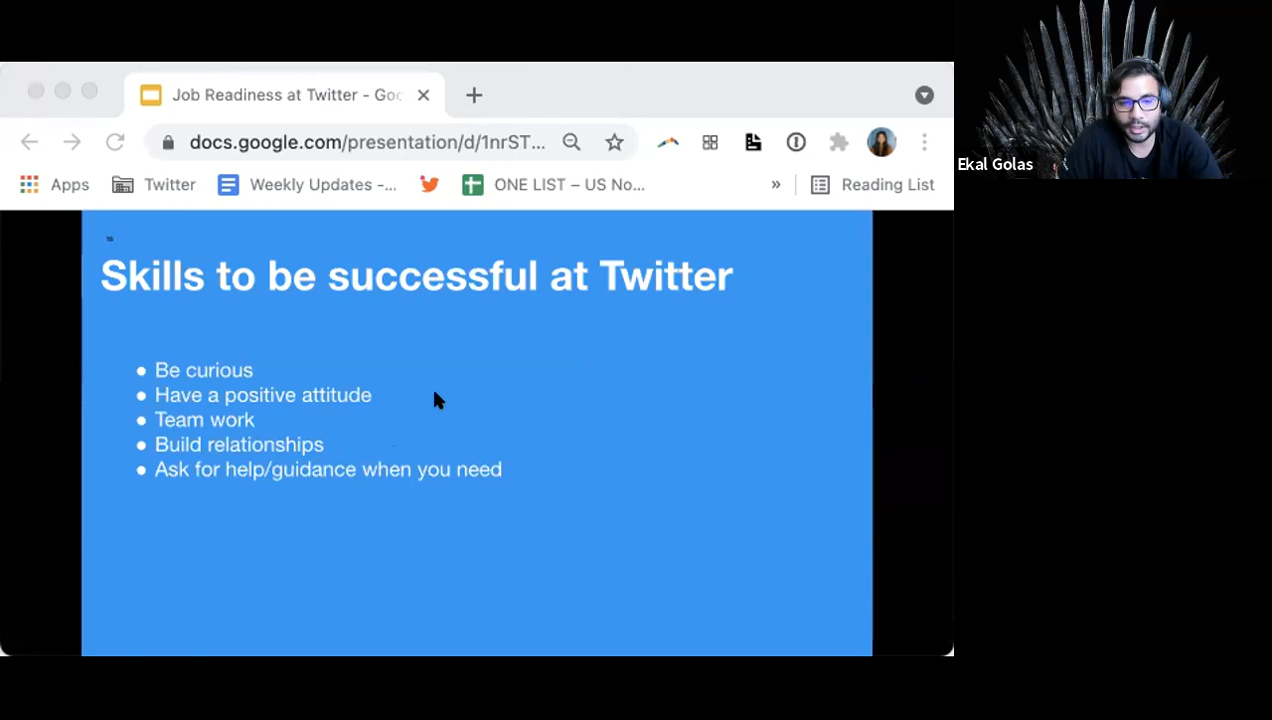 Job Readiness at Twitter - Goo
docs.google.com/presentation/d/1nrST...
Apps
Twitter
Weekly Updates -...
ONE LIST – US No...
»
Reading List
Ekal Golas
Skills to be successful at Twitter
● Be curious
● Have a positive attitude
● Team work
● Build relationships
● Ask for help/guidance when you need